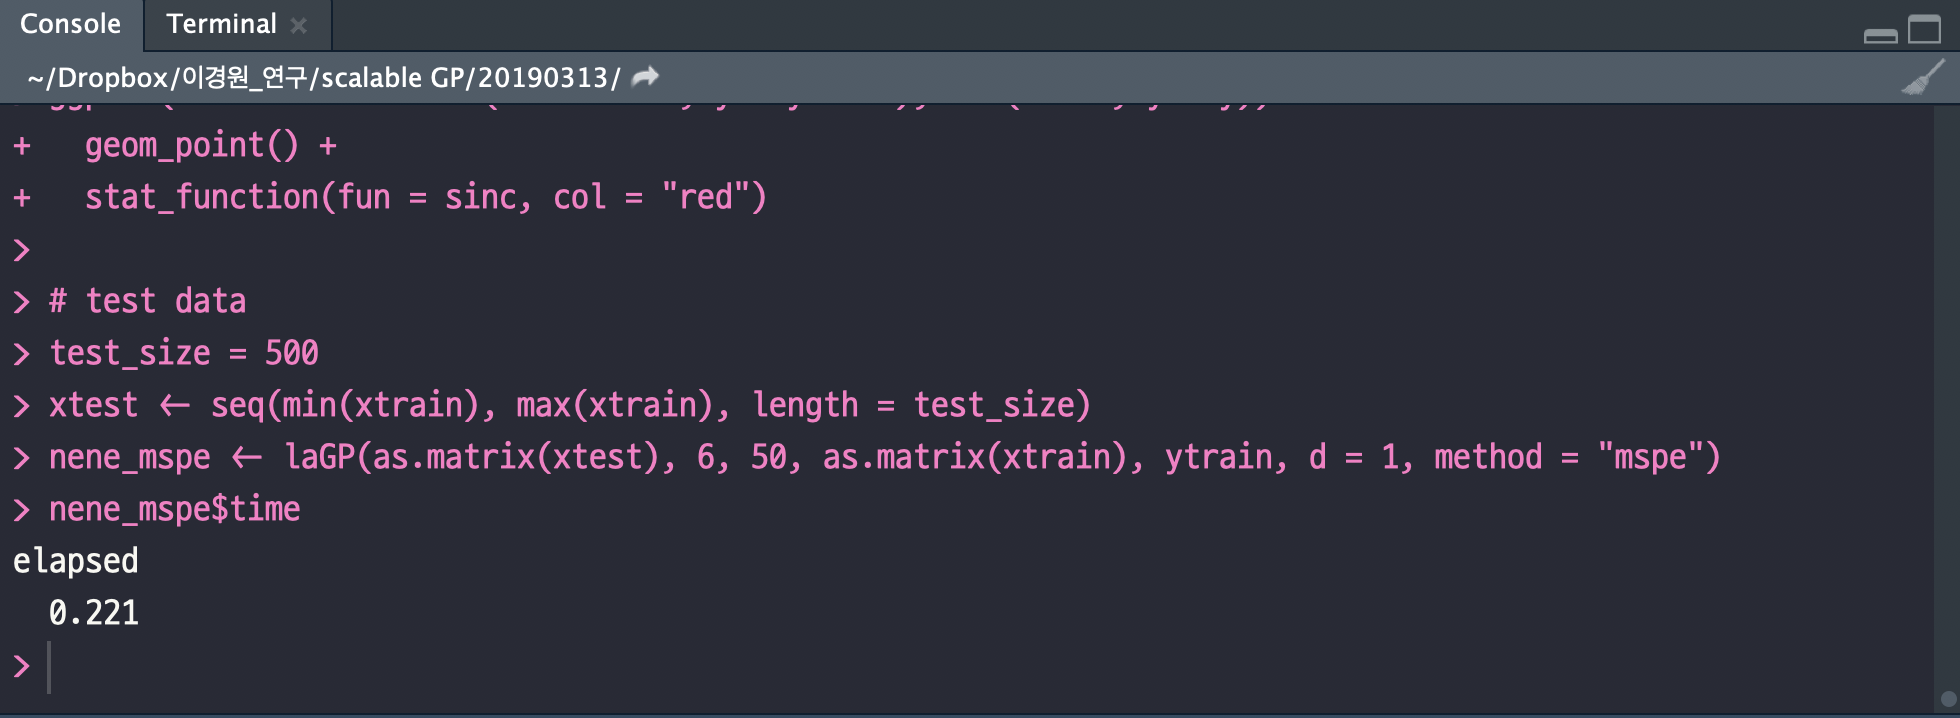 Console Terminal
~/Dropbox/이경원_연구/scalable GP/20190313/
+   geom_point() +
+   stat_function(fun = sinc, col = "red")
>
> # test data
> test_size = 500
> xtest <- seq(min(xtrain), max(xtrain), length = test_size)
> nene_mspe <- laGP(as.matrix(xtest), 6, 50, as.matrix(xtrain), ytrain, d = 1, method = "mspe")
> nene_mspe$time
elapsed
  0.221
>